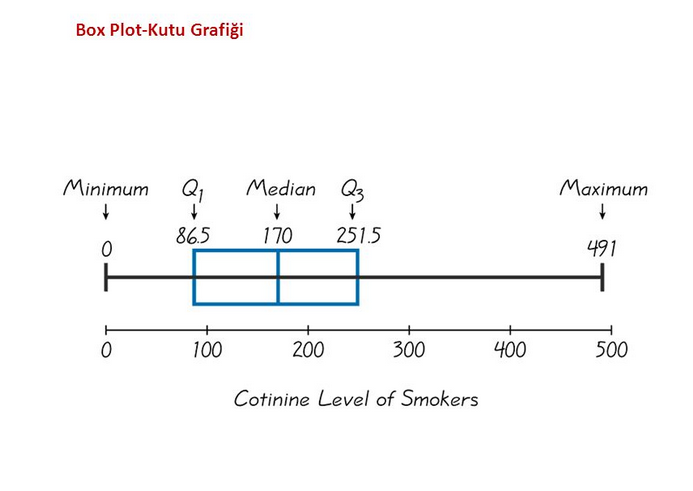 Box Plot-Kutu Grafiği
Minimum Q1 Median Q3 Maximum
0 86.5 170 251.5 491
0 100 200 300 400 500
Cotinine Level of Smokers